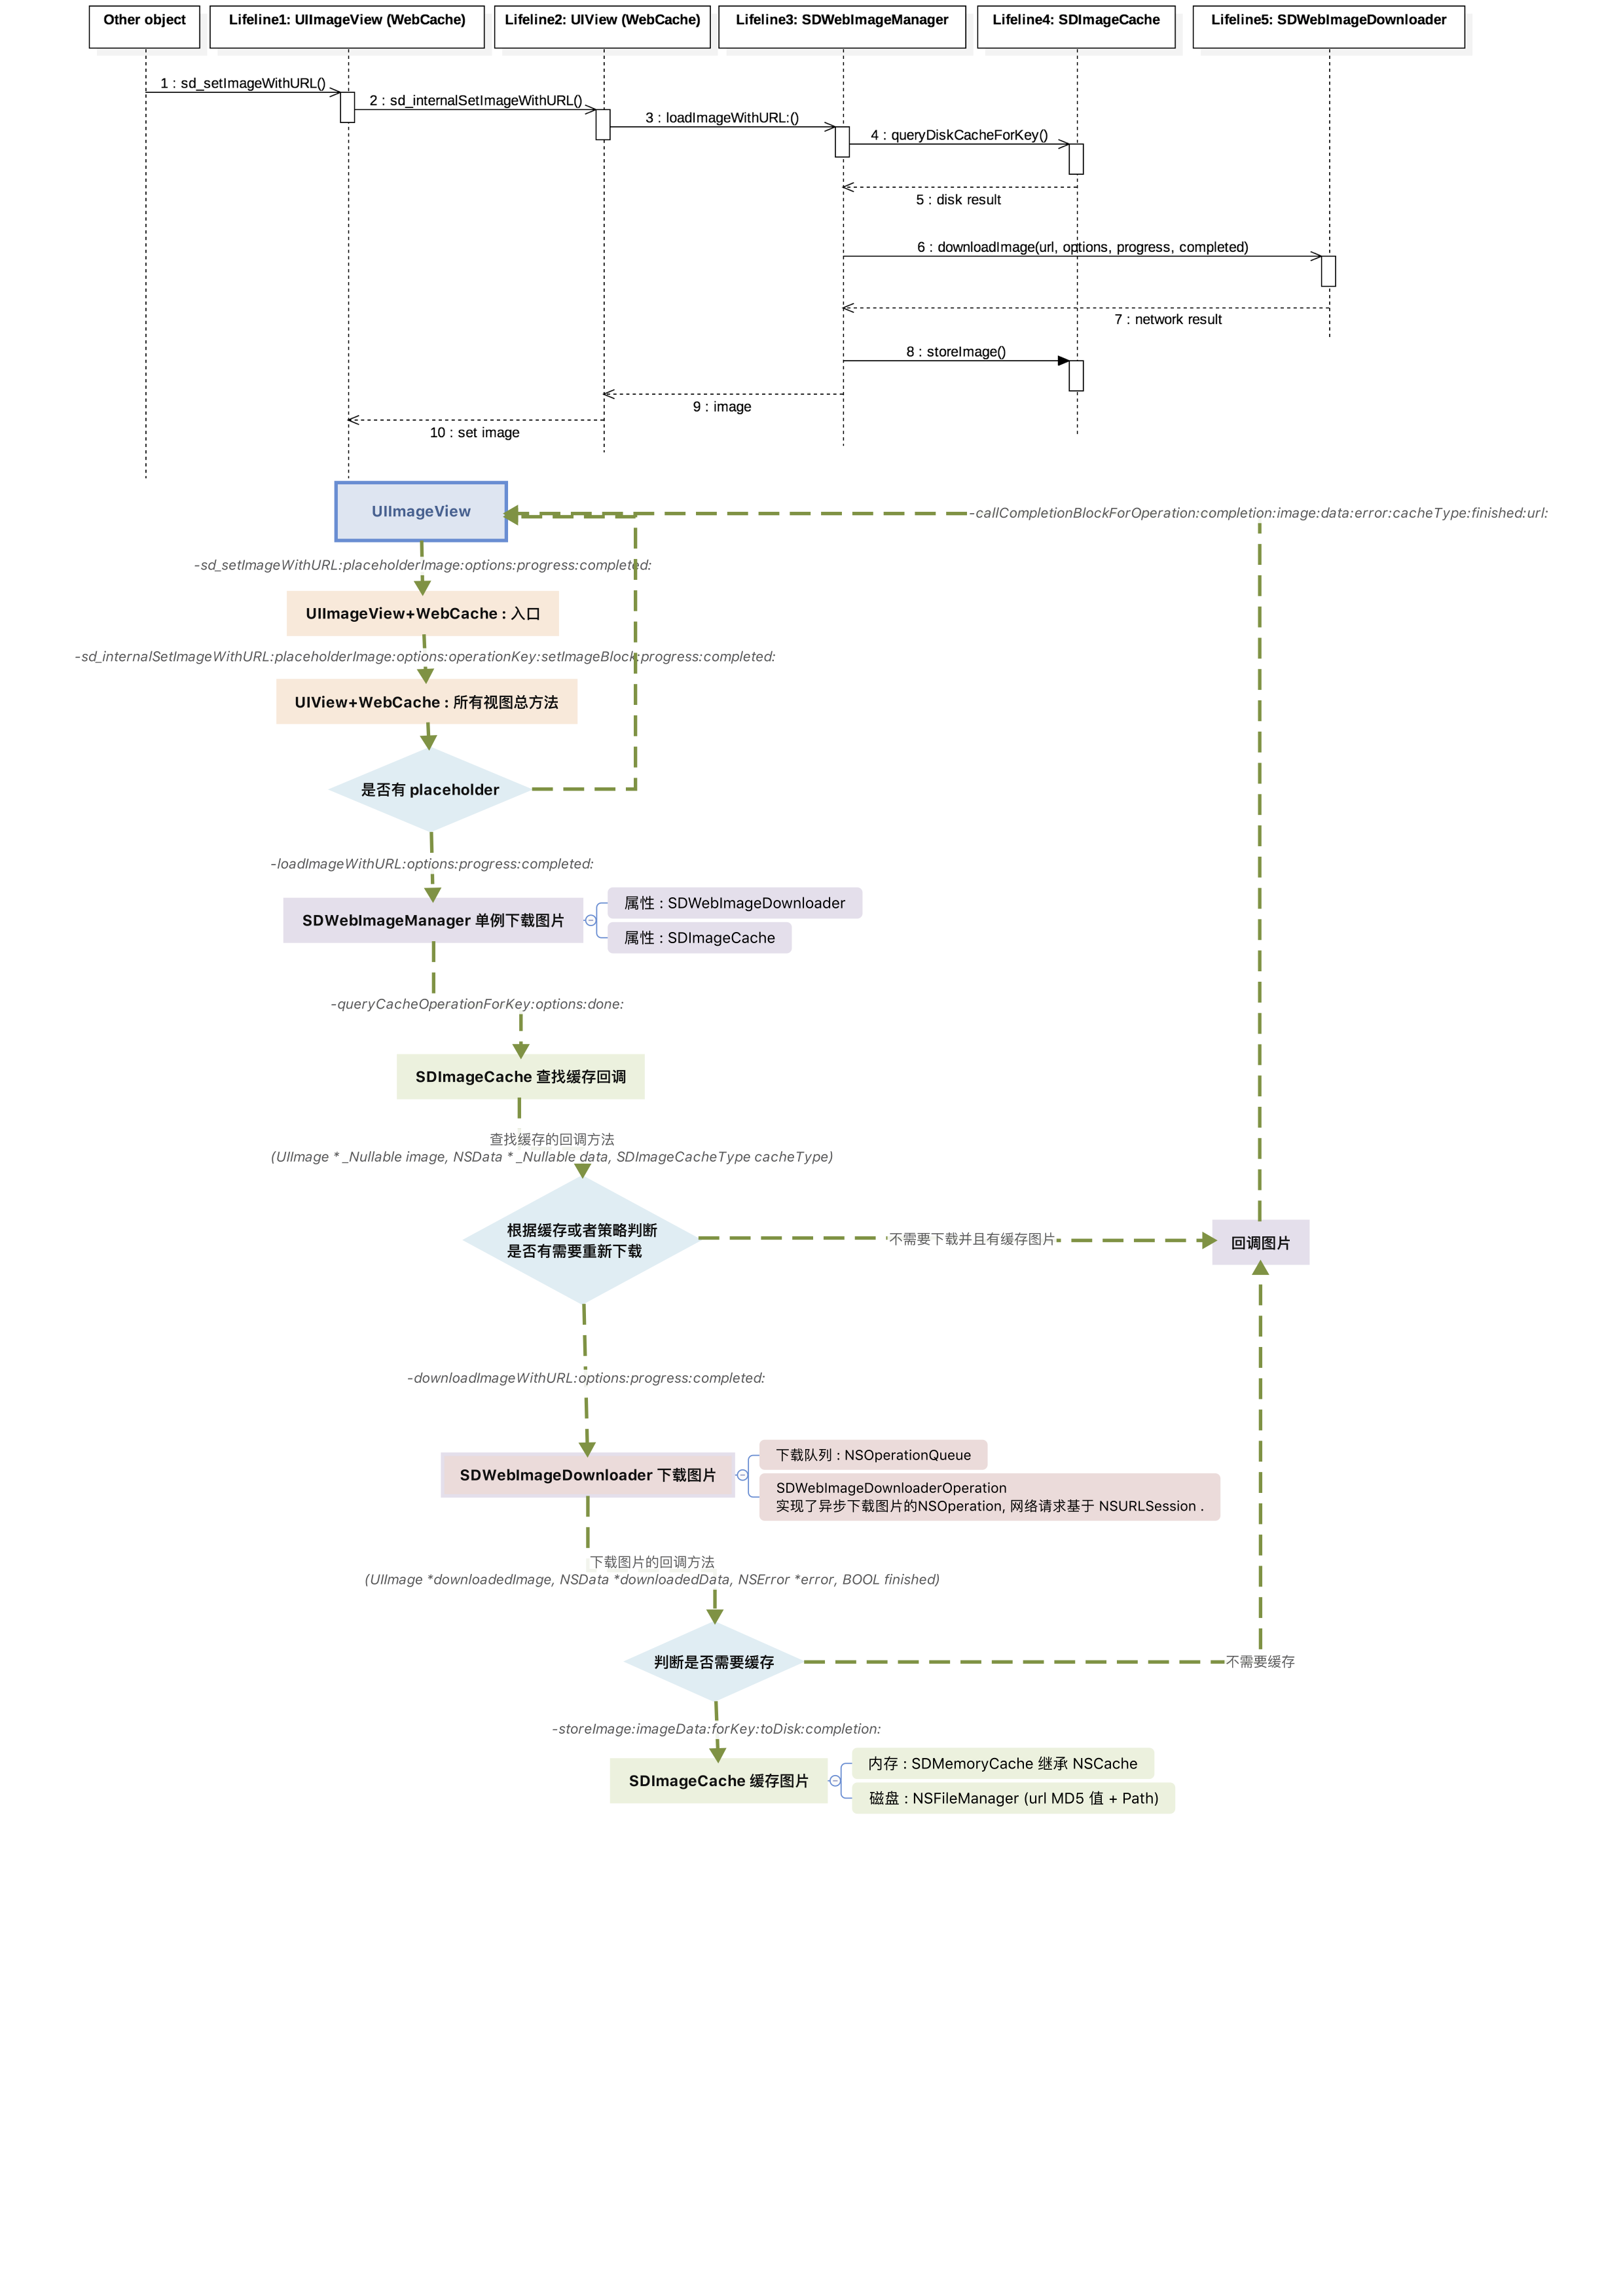 Other object
Lifeline1: UIImageView (WebCache)
Lifeline2: UIView (WebCache)
Lifeline3: SDWebImageManager
Lifeline4: SDImageCache
Lifeline5: SDWebImageDownloader
1 : sd_setImageWithURL()
2 : sd_internalSetImageWithURL()
3 : loadImageWithURL:()
4 : queryDiskCacheForKey()
5 : disk result
6 : downloadImage(url, options, progress, completed)
7 : network result
8 : storeImage()
9 : image
10 : set image
UIImageView
-callCompletionBlockForOperation:completion:image:data:error:cacheType:finished:url:
-sd_setImageWithURL:placeholderImage:options:progress:completed:
UIImageView+WebCache : 入口
-sd_internalSetImageWithURL:placeholderImage:options:operationKey:setImageBlock:progress:completed:
UIView+WebCache : 所有视图总方法
是否有 placeholder
-loadImageWithURL:options:progress:completed:
SDWebImageManager 单例下载图片
属性 : SDWebImageDownloader
属性 : SDImageCache
-queryCacheOperationForKey:options:done:
SDImageCache 查找缓存回调
查找缓存的回调方法
(UIImage * _Nullable image, NSData * _Nullable data, SDImageCacheType cacheType)
根据缓存或者策略判断
是否有需要重新下载
不需要下载并且有缓存图片
回调图片
-downloadImageWithURL:options:progress:completed:
SDWebImageDownloader 下载图片
下载队列 : NSOperationQueue
SDWebImageDownloaderOperation
实现了异步下载图片的NSOperation, 网络请求基于 NSURLSession .
下载图片的回调方法
(UIImage *downloadedImage, NSData *downloadedData, NSError *error, BOOL finished)
判断是否需要缓存
不需要缓存
-storeImage:imageData:forKey:toDisk:completion:
SDImageCache 缓存图片
内存 : SDMemoryCache 继承 NSCache
磁盘 : NSFileManager (url MD5 值 + Path)